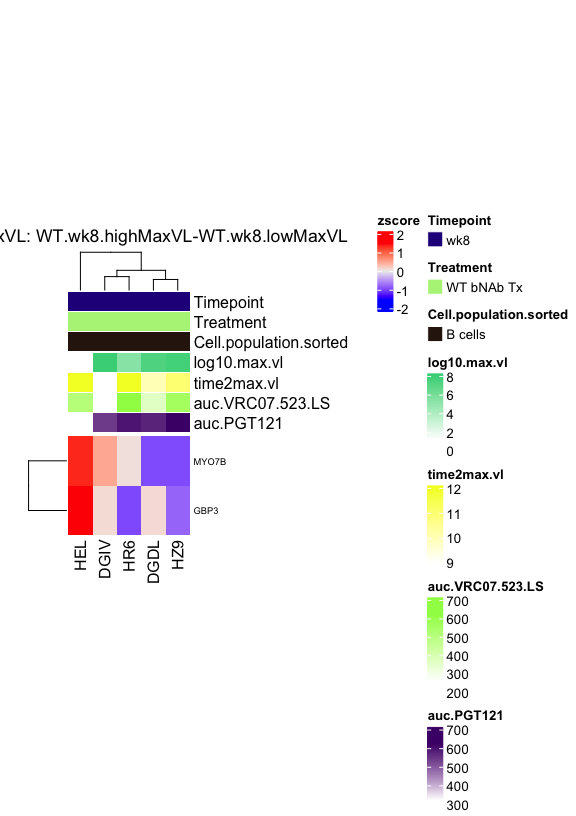 xVL: WT.wk8.highMaxVL-WT.wk8.lowMaxVL
Timepoint
Treatment
Cell.population.sorted
log10.max.vl
time2max.vl
auc.VRC07.523.LS
auc.PGT121
MYO7B
GBP3
HEL
DGIV
HR6
DGDL
HZ9
zscore
2
1
0
-1
-2
Timepoint
wk8
Treatment
WT bNAb Tx
Cell.population.sorted
B cells
log10.max.vl
8
6
4
2
0
time2max.vl
12
11
10
9
auc.VRC07.523.LS
700
600
500
400
300
200
auc.PGT121
700
600
500
400
300